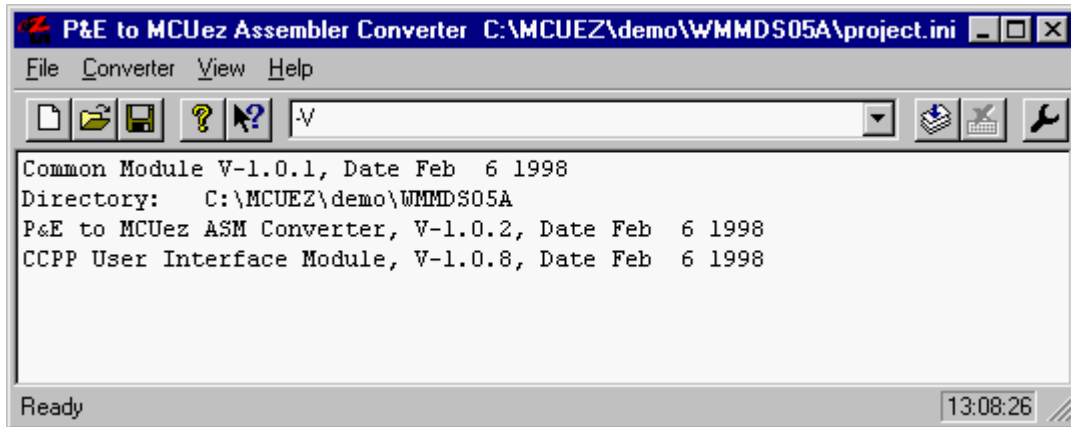 P&E to MCUez Assembler Converter C:\MCUEZ\demo\WMMDS05A\project.ini
File Converter View Help
-V
Common Module V-1.0.1, Date Feb  6 1998
Directory:   C:\MCUEZ\demo\WMMDS05A
P&E to MCUez ASM Converter, V-1.0.2, Date Feb  6 1998
CCPP User Interface Module, V-1.0.8, Date Feb  6 1998
Ready 13:08:26